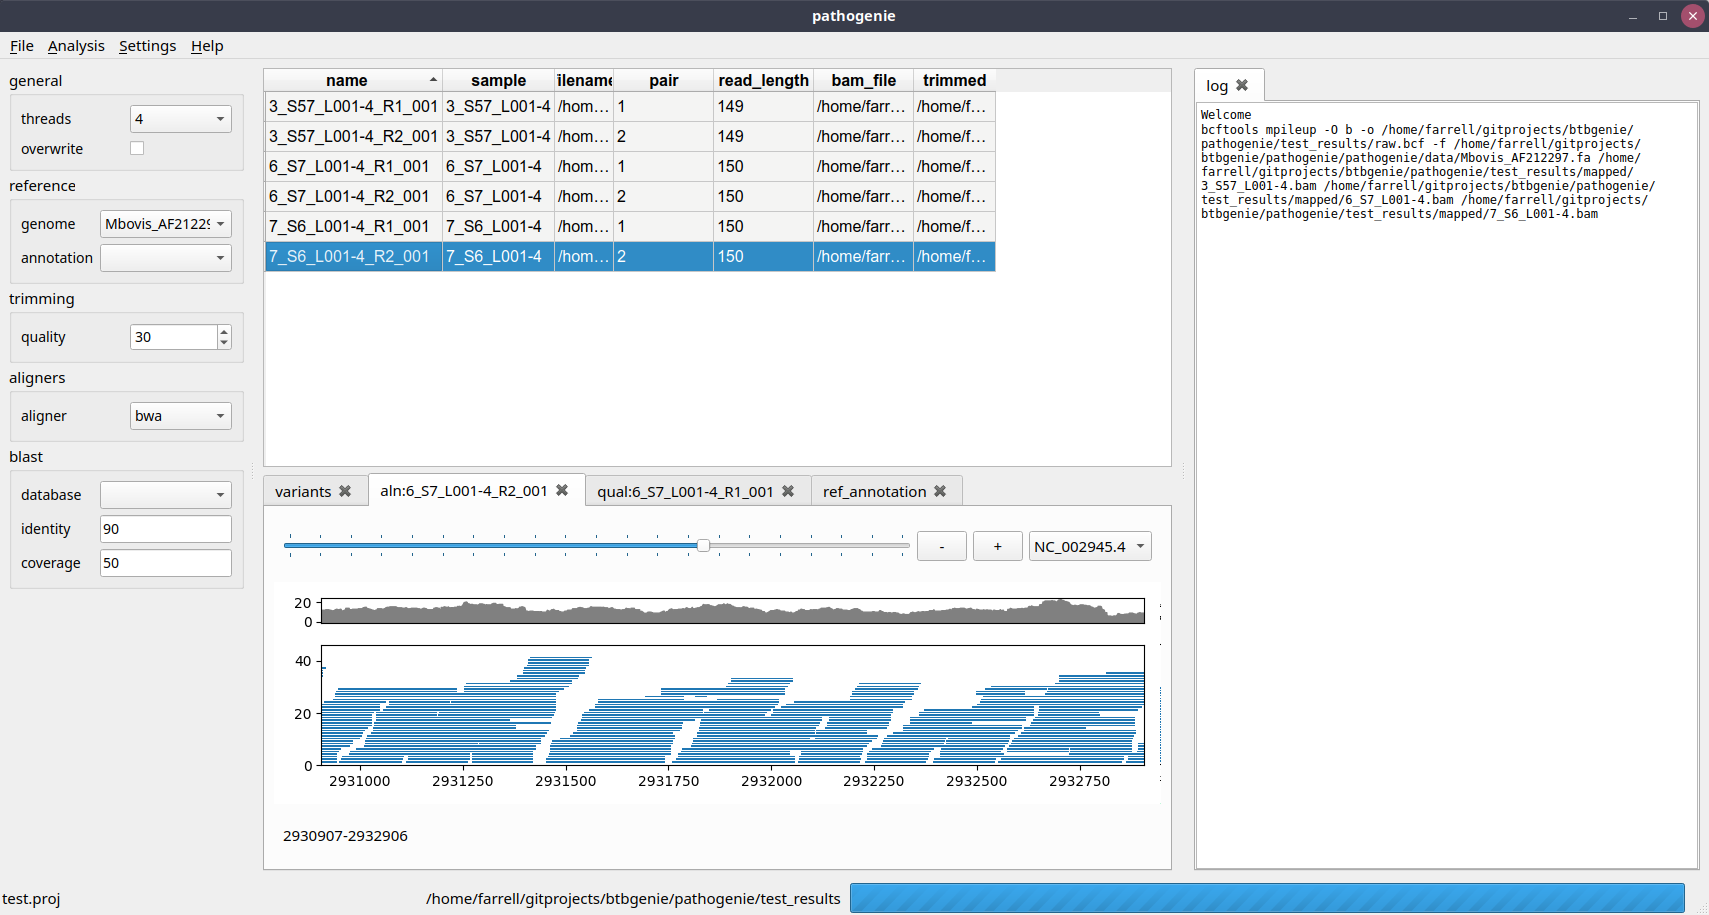 pathogenie
File Analysis Settings Help
general
threads 4
overwrite
reference
genome Mbovis_AF2122
annotation
trimming
quality 30
aligners
aligner bwa
blast
database
identity 90
coverage 50
name sample ilename pair read_length bam_file trimmed
3_S57_L001-4_R1_001 3_S57_L001-4 /hom... 1 149 /home/farr... /home/f...
3_S57_L001-4_R2_001 3_S57_L001-4 /hom... 2 149 /home/farr... /home/f...
6_S7_L001-4_R1_001 6_S7_L001-4 /hom... 1 150 /home/farr... /home/f...
6_S7_L001-4_R2_001 6_S7_L001-4 /hom... 2 150 /home/farr... /home/f...
7_S6_L001-4_R1_001 7_S6_L001-4 /hom... 1 150 /home/farr... /home/f...
7_S6_L001-4_R2_001 7_S6_L001-4 /hom... 2 150 /home/farr... /home/f...
variants aln:6_S7_L001-4_R2_001 qual:6_S7_L001-4_R1_001 ref_annotation
- + NC_002945.4
20
0
40
20
0
2931000 2931250 2931500 2931750 2932000 2932250 2932500 2932750
2930907-2932906
log
Welcome
bcftools mpileup -O b -o /home/farrell/gitprojects/btbgenie/
pathogenie/test_results/raw.bcf -f /home/farrell/gitprojects/
btbgenie/pathogenie/pathogenie/data/Mbovis_AF212297.fa /home/
farrell/gitprojects/btbgenie/pathogenie/test_results/mapped/
3_S57_L001-4.bam /home/farrell/gitprojects/btbgenie/pathogenie/
test_results/mapped/6_S7_L001-4.bam /home/farrell/gitprojects/
btbgenie/pathogenie/test_results/mapped/7_S6_L001-4.bam
test.proj /home/farrell/gitprojects/btbgenie/pathogenie/test_results